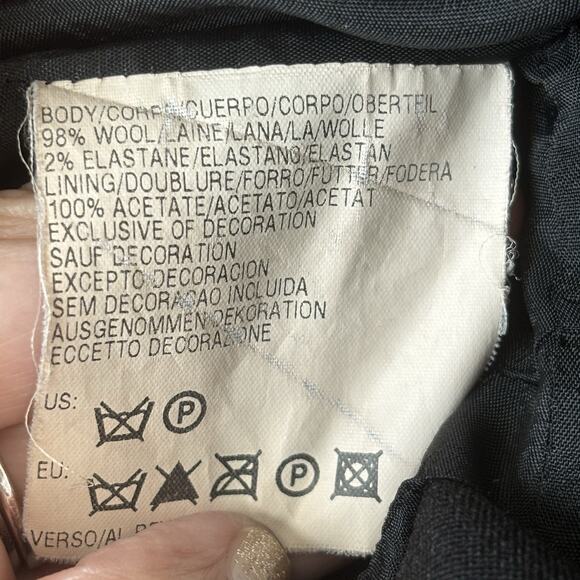 BODY/CORPS/CUERPO/CORPO/OBERTEIL
98% WOOL/LAINE/LANA/LA/WOLLE
2% ELASTANE/ELASTANO/ELASTAN
LINING/DOUBLURE/FORRO/FUTTER/FODERA
100% ACETATE/ACETATO/ACETAT
EXCLUSIVE OF DECORATION
SAUF DECORATION
EXCEPTO DECORACION
SEM DECORAÇAO INCLUIDA
AUSGENOMMEN DEKORATION
ECCETTO DECORAZIONE
US:
P
EU:
P
VERSO/AL